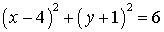 (x−4)² + (y+1)² = 6